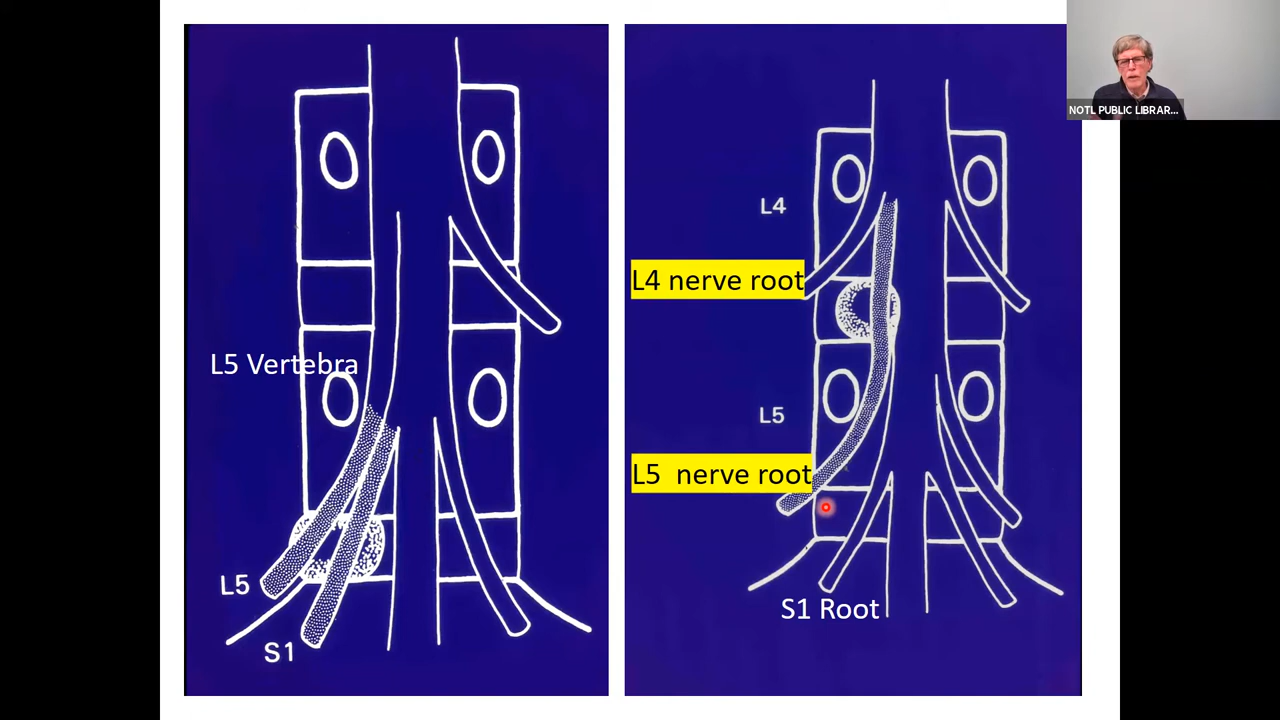 NOTL PUBLIC LIBRAR...
L5 Vertebra
L5
S1
L4
L4 nerve root
L5
L5 nerve root
S1 Root